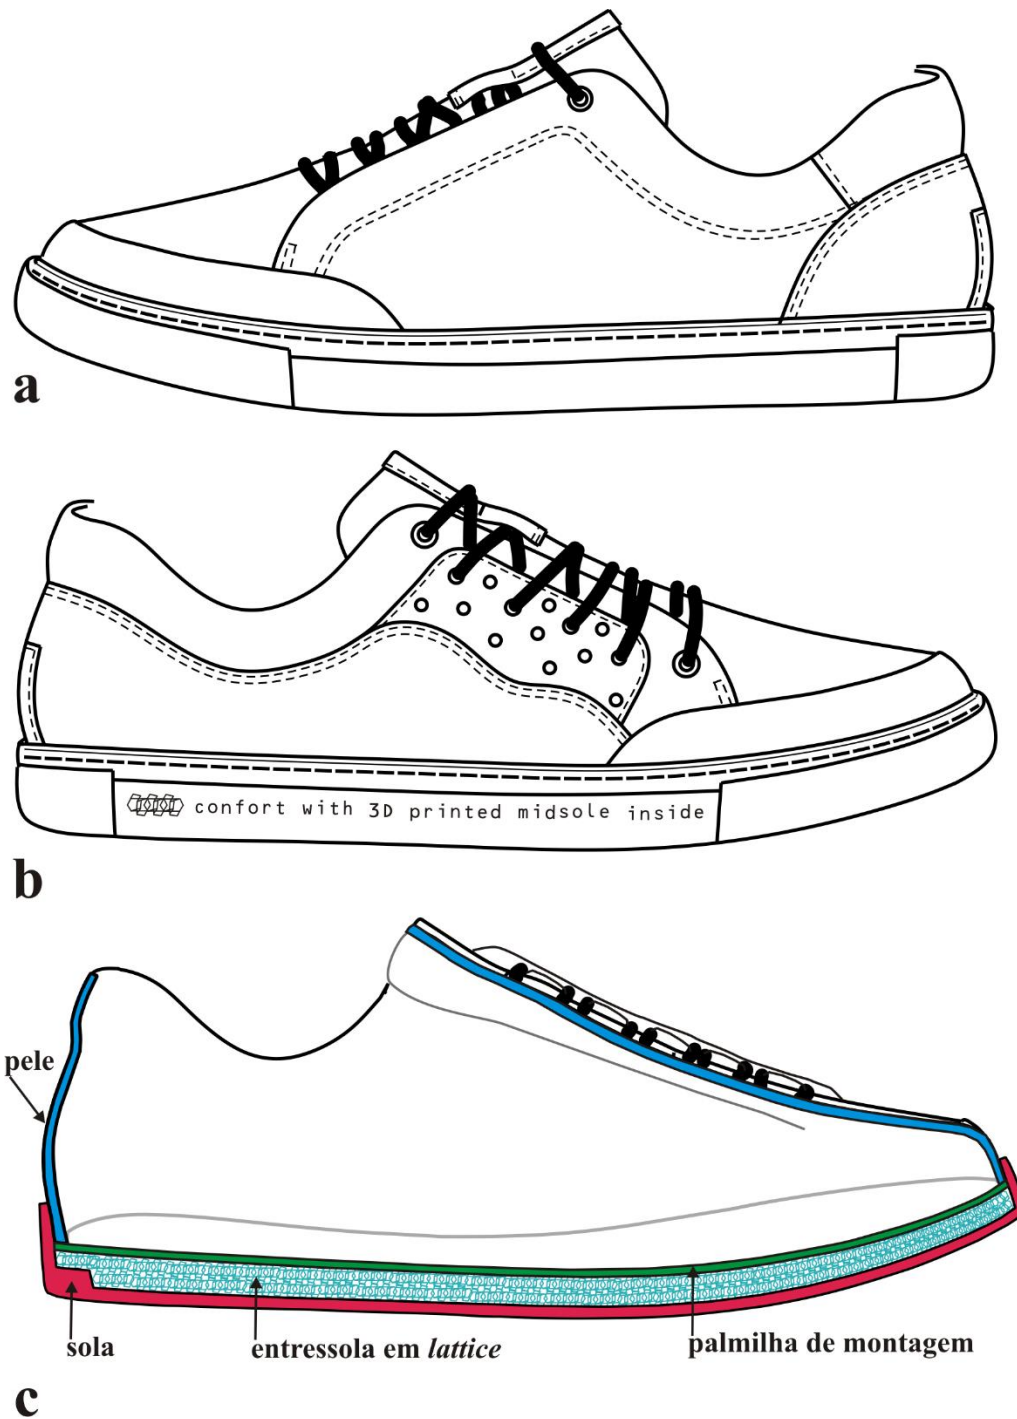 a
confort with 3D printed midsole inside
b
pele
sola
entressola em lattice
palmilha de montagem
c